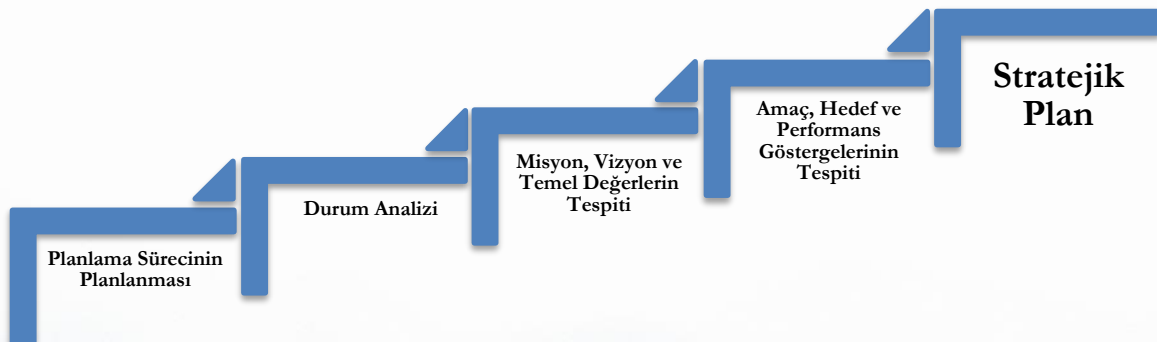 Planlama Sürecinin
Planlanması
Durum Analizi
Misyon, Vizyon ve
Temel Değerlerin
Tespiti
Amaç, Hedef ve
Performans
Göstergelerinin
Tespiti
Stratejik
Plan